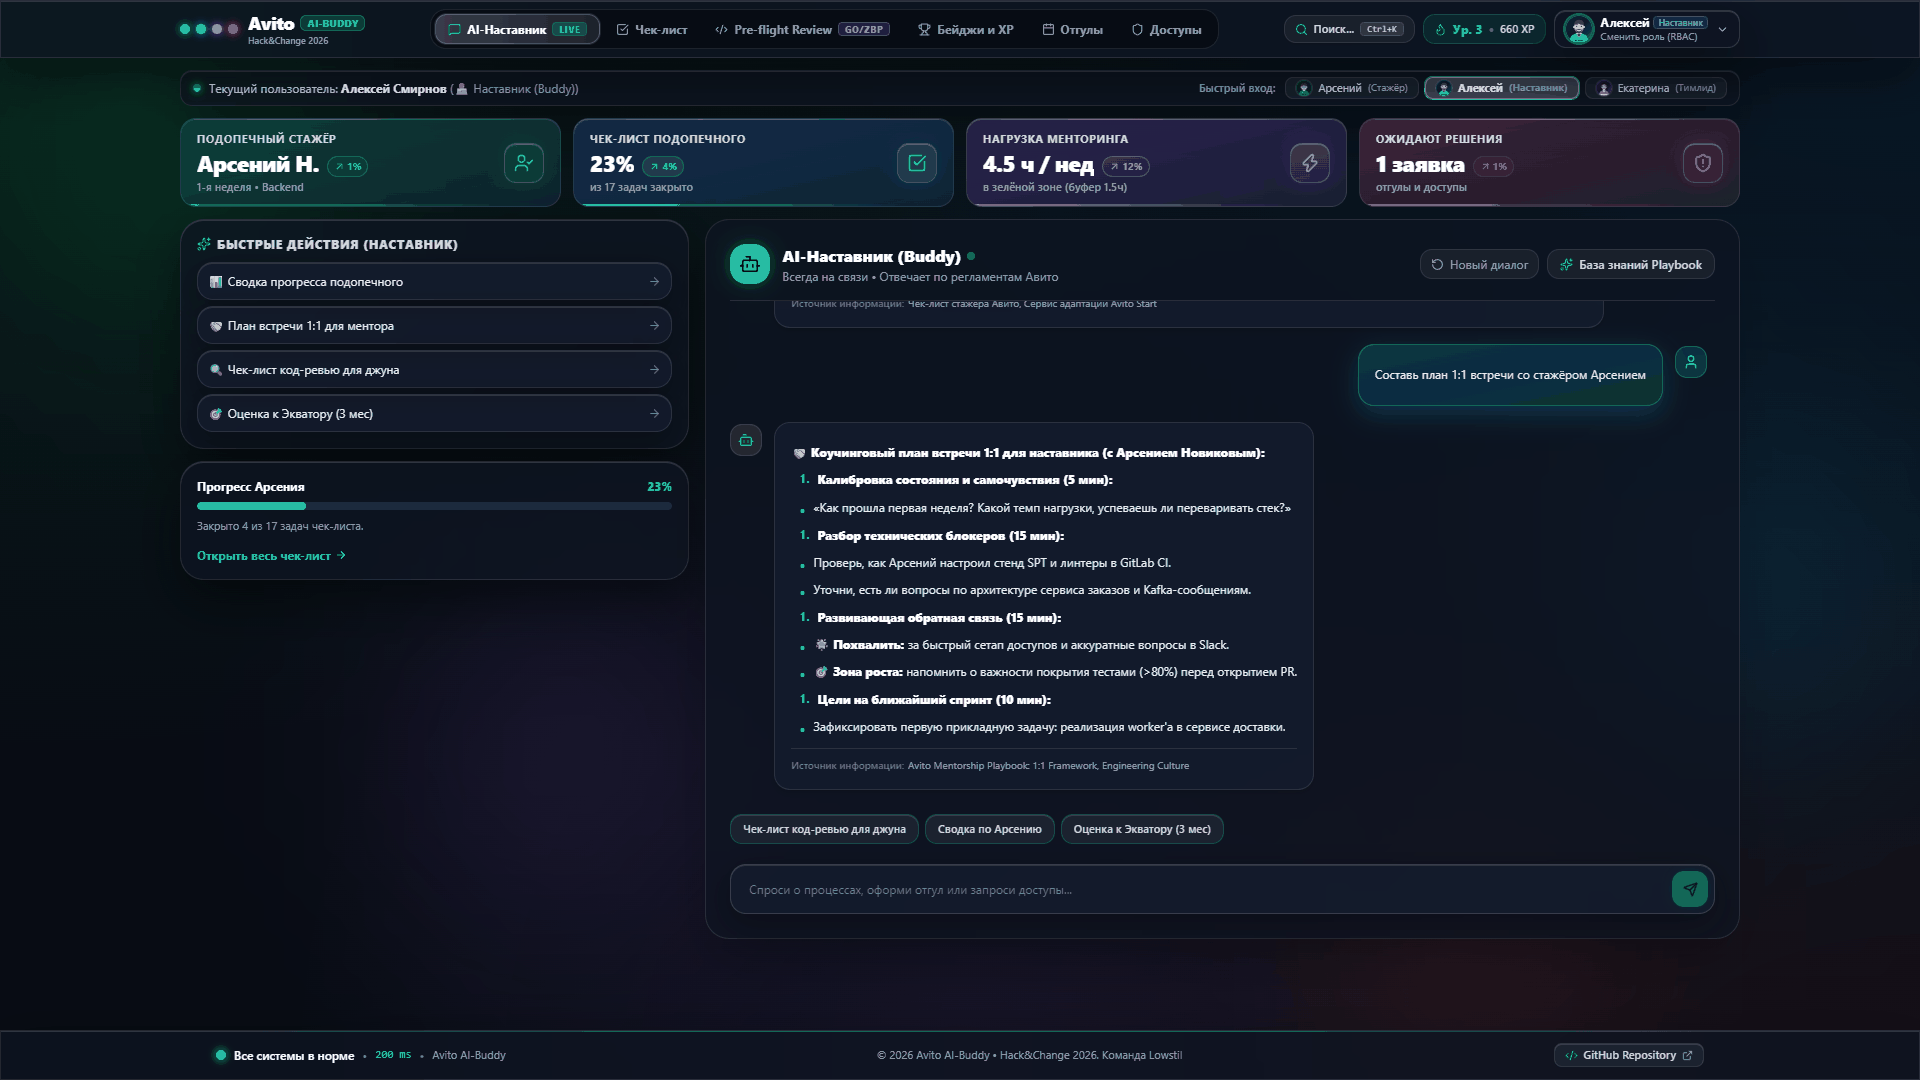 Avito AI-BUDDY
Hack&Change 2026
AI-Наставник LIVE
Чек-лист
Pre-flight Review GO/ZBP
Бейджи и XP
Отгулы
Доступы
Поиск... Ctrl+K
Ур. 3 • 660 XP
Алексей Наставник
Сменить роль (RBAC)
Текущий пользователь: Алексей Смирнов (Наставник (Buddy))
Быстрый вход:
Арсений (Стажёр)
Алексей (Наставник)
Екатерина (Тимлид)
ПОДОПЕЧНЫЙ СТАЖЁР
Арсений Н. 1%
1-я неделя • Backend
ЧЕК-ЛИСТ ПОДОПЕЧНОГО
23% 4%
из 17 задач закрыто
НАГРУЗКА МЕНТОРИНГА
4.5 ч / нед 12%
в зелёной зоне (буфер 1.5ч)
ОЖИДАЮТ РЕШЕНИЯ
1 заявка 1%
отгулы и доступы
БЫСТРЫЕ ДЕЙСТВИЯ (НАСТАВНИК)
Сводка прогресса подопечного
План встречи 1:1 для ментора
Чек-лист код-ревью для джуна
Оценка к Экватору (3 мес)
Прогресс Арсения 23%
Закрыто 4 из 17 задач чек-листа.
Открыть весь чек-лист
AI-Наставник (Buddy)
Всегда на связи • Отвечает по регламентам Авито
Новый диалог
База знаний Playbook
Источник информации: Чек-лист стажера Авито, Сервис адаптации Avito Start
Составь план 1:1 встречи со стажёром Арсением
Коучинговый план встречи 1:1 для наставника (с Арсением Новиковым):
1. Калибровка состояния и самочувствия (5 мин):
• «Как прошла первая неделя? Какой темп нагрузки, успеваешь ли переваривать стек?»
1. Разбор технических блокеров (15 мин):
• Проверь, как Арсений настроил стенд SPT и линтеры в GitLab CI.
• Уточни, есть ли вопросы по архитектуре сервиса заказов и Kafka-сообщениям.
1. Развивающая обратная связь (15 мин):
• Похвалить: за быстрый сетап доступов и аккуратные вопросы в Slack.
• Зона роста: напомнить о важности покрытия тестами (>80%) перед открытием PR.
1. Цели на ближайший спринт (10 мин):
• Зафиксировать первую прикладную задачу: реализация worker'а в сервисе доставки.
Источник информации: Avito Mentorship Playbook: 1:1 Framework, Engineering Culture
Чек-лист код-ревью для джуна
Сводка по Арсению
Оценка к Экватору (3 мес)
Спроси о процессах, оформи отгул или запроси доступы...
Все системы в норме • 200 ms • Avito AI-Buddy
© 2026 Avito AI-Buddy • Hack&Change 2026. Команда Lowstil
GitHub Repository